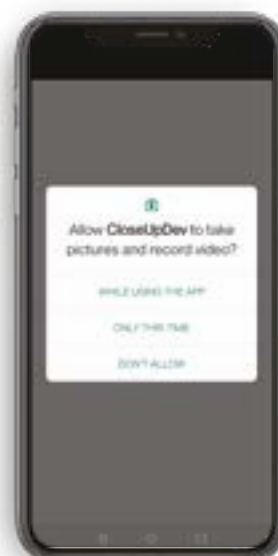 Allow CloseUpDev to take
pictures and record video?
WHILE USING THE APP
ONLY THIS TIME
DON'T ALLOW